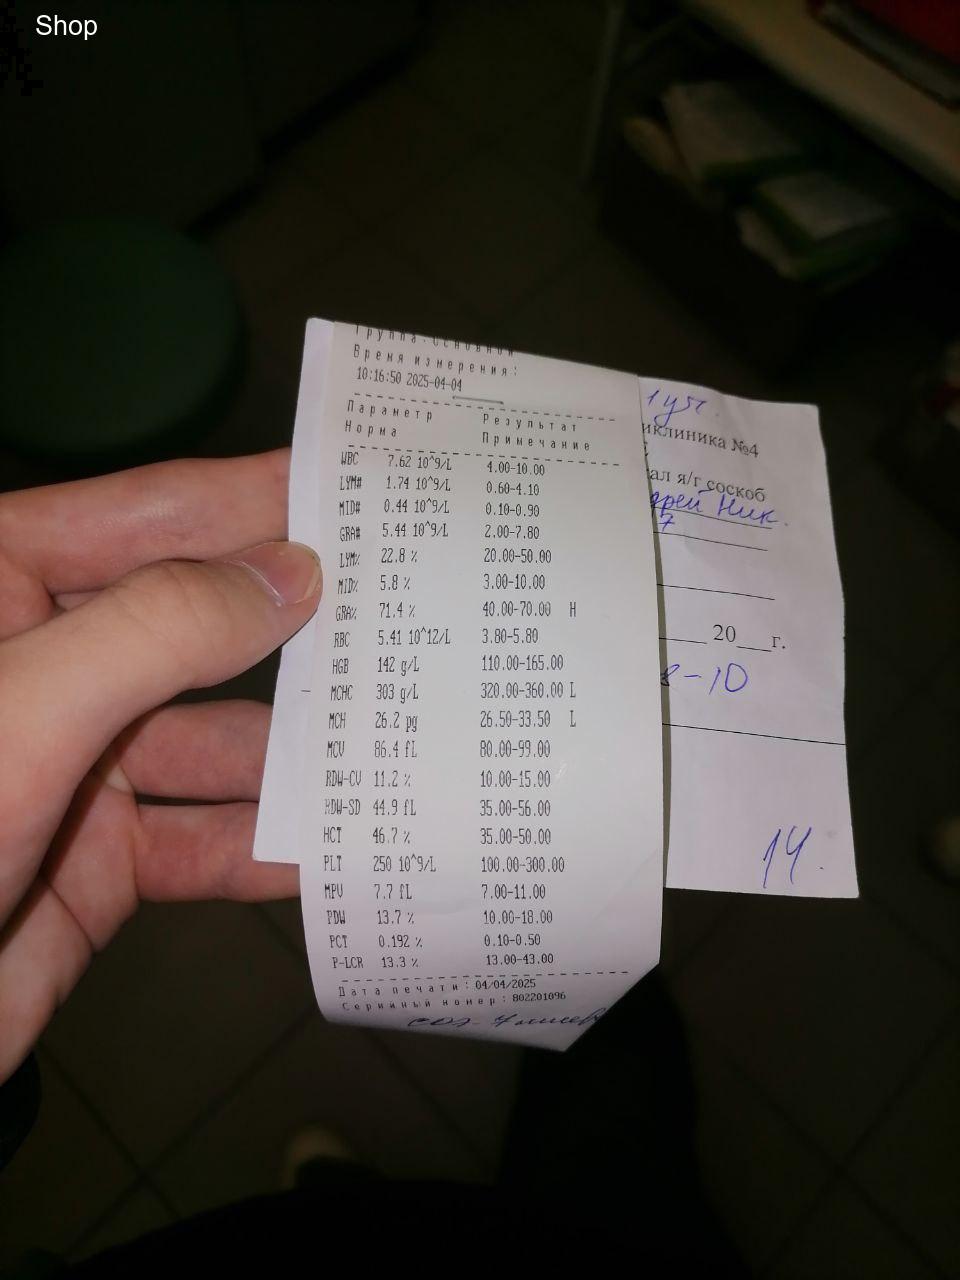 Shop
Группа:Основной
Время измерения:
10:16:50 2025-04-04
Параметр Результат
Норма Примечание
WBC 7.62 10^9/L 4.00-10.00
LYM# 1.74 10^9/L 0.60-4.10
MID# 0.44 10^9/L 0.10-0.90
GRA# 5.44 10^9/L 2.00-7.80
LYM% 22.8 % 20.00-50.00
MID% 5.8 % 3.00-10.00
GRA% 71.4 % 40.00-70.00 H
RBC 5.41 10^12/L 3.80-5.80
HGB 142 g/L 110.00-165.00
MCHC 303 g/L 320.00-360.00 L
MCH 26.2 pg 26.50-33.50 L
MCV 86.4 fL 80.00-99.00
RDW-CV 11.2 % 10.00-15.00
RDW-SD 44.9 fL 35.00-56.00
HCT 46.7 % 35.00-50.00
PLT 250 10^9/L 100.00-300.00
MPV 7.7 fL 7.00-11.00
PDW 13.7 % 10.00-18.00
PCT 0.192 % 0.10-0.50
P-LCR 13.3 % 13.00-43.00
Дата печати: 04/04/2025
Серийный номер: 802201096
СОЭ- 7
1 уч.
иклиника №4
ал я/г соскоб
дрей Ник.
7
20 г.
-10
14.